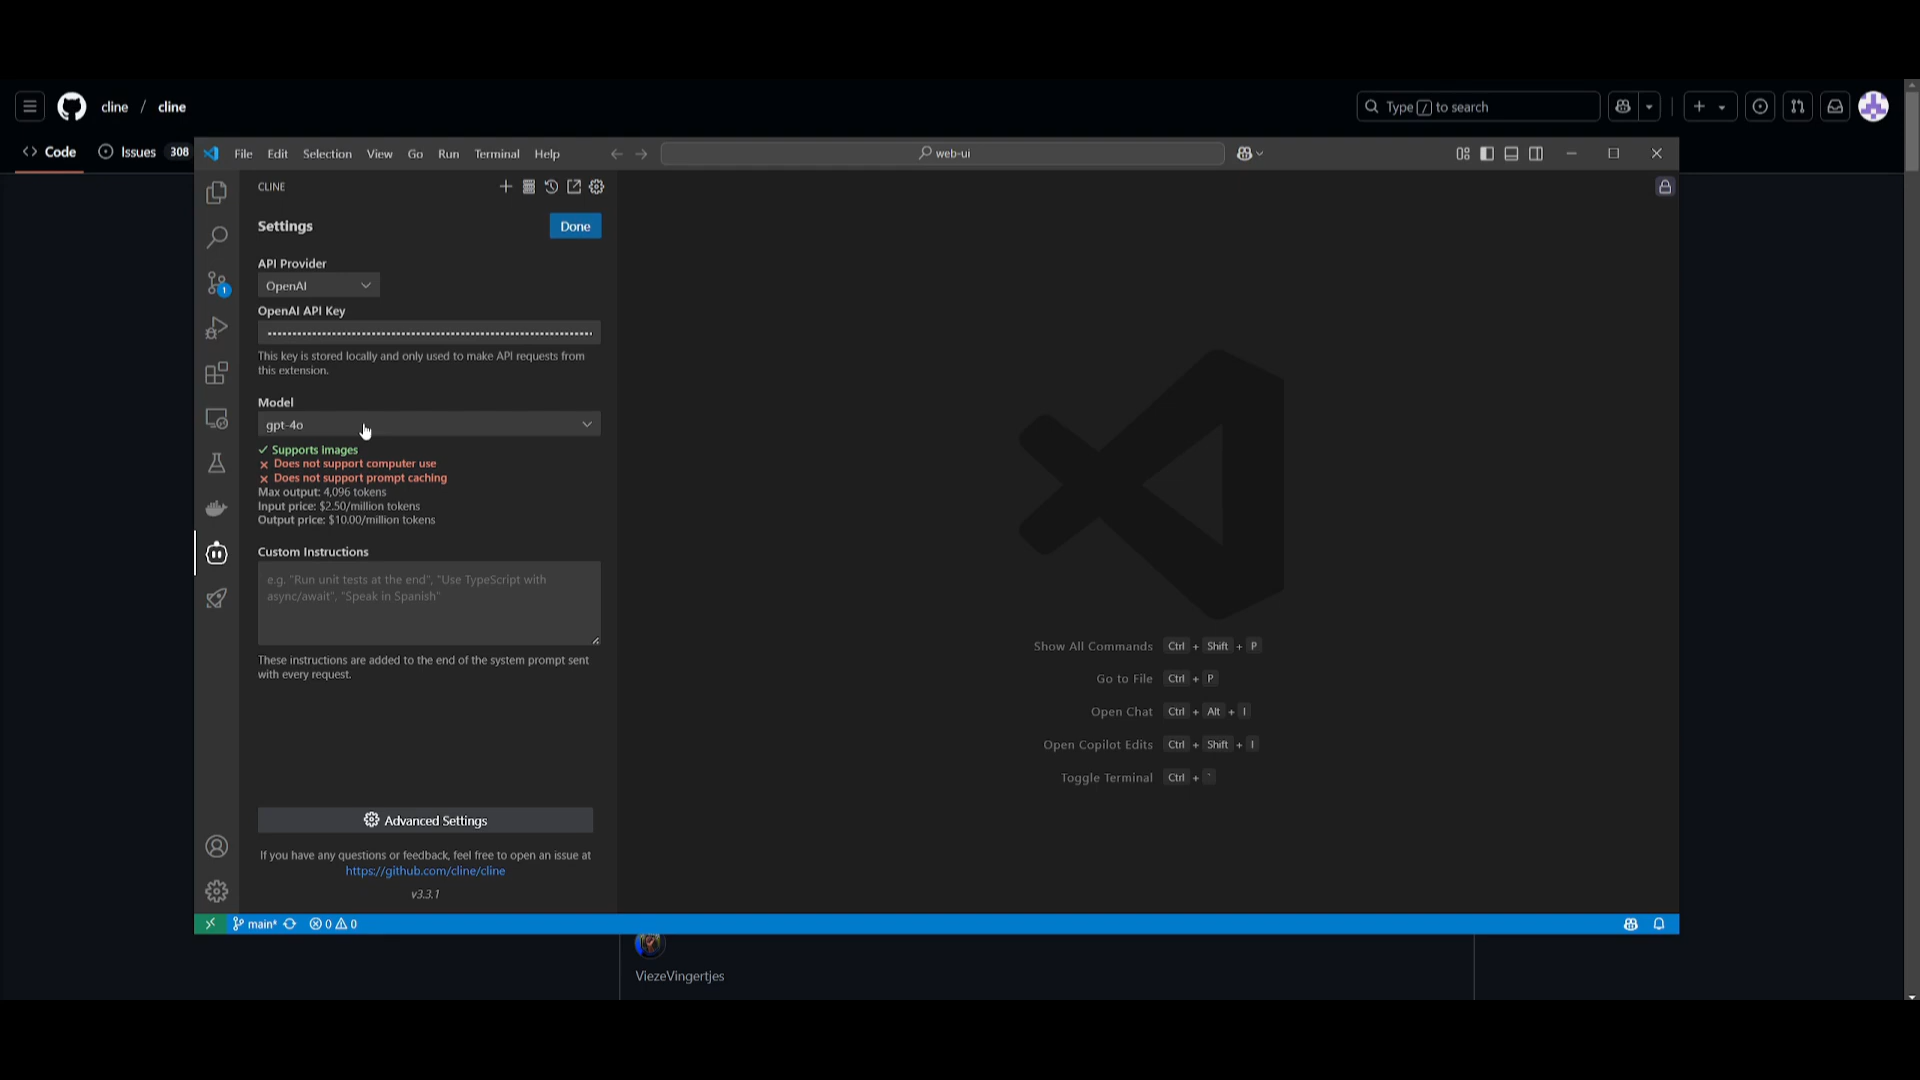 cline / cline
Type / to search
Code
Issues 308
File Edit Selection View Go Run Terminal Help
web-ui
CLINE
Settings
Done
API Provider
OpenAI
OpenAI API Key
This key is stored locally and only used to make API requests from
this extension.
Model
gpt-4o
✓ Supports images
✕ Does not support computer use
✕ Does not support prompt caching
Max output: 4,096 tokens
Input price: $2.50/million tokens
Output price: $10.00/million tokens
Custom Instructions
e.g. "Run unit tests at the end", "Use TypeScript with
async/await", "Speak in Spanish"
These instructions are added to the end of the system prompt sent
with every request.
Show All Commands Ctrl + Shift + P
Go to File Ctrl + P
Open Chat Ctrl + Alt + I
Open Copilot Edits Ctrl + Shift + I
Toggle Terminal Ctrl + `
Advanced Settings
If you have any questions or feedback, feel free to open an issue at
https://github.com/cline/cline
v3.3.1
1
main* 0 0
ViezeVingertjes